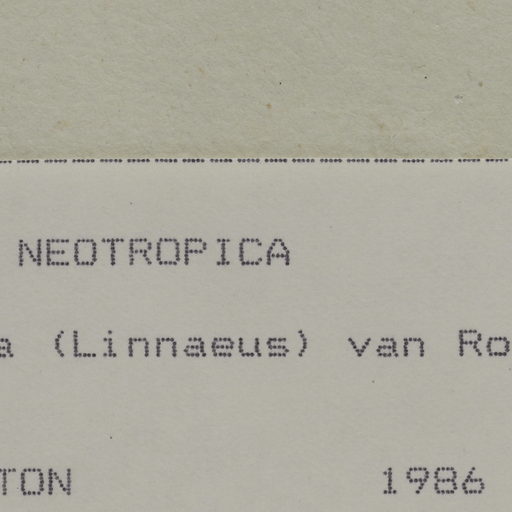 NEOTROPICA
a (Linnaeus) van Ro
TON 1986